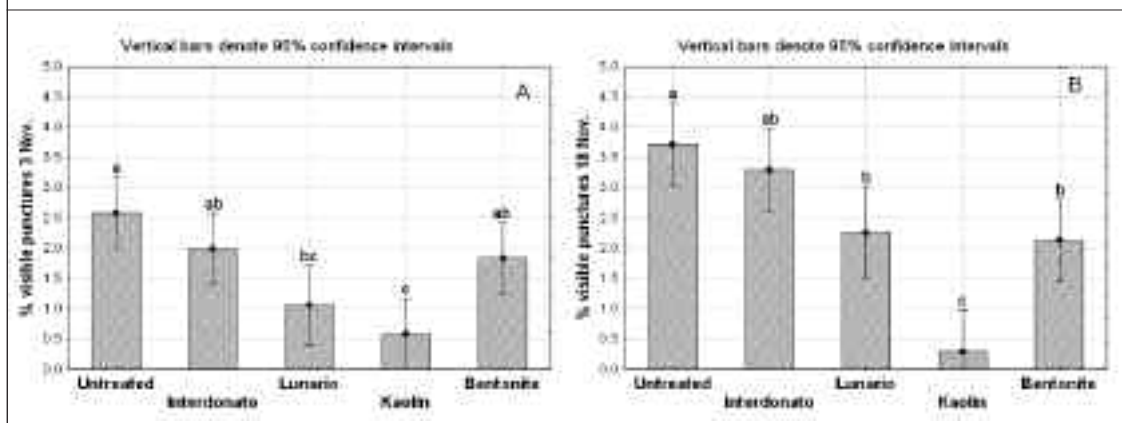 Vertical bars denote 95% confidence intervals
A
% visible punctures 3 Nov.
5.0
4.5
4.0
3.5
3.0
2.5
2.0
1.5
1.0
0.5
0.0
a
ab
bc
c
ab
Untreated
Interdonato
Lunario
Kaolin
Bentonite
Vertical bars denote 95% confidence intervals
B
% visible punctures 18 Nov.
5.0
4.5
4.0
3.5
3.0
2.5
2.0
1.5
1.0
0.5
0.0
a
ab
b
c
b
Untreated
Interdonato
Lunario
Kaolin
Bentonite